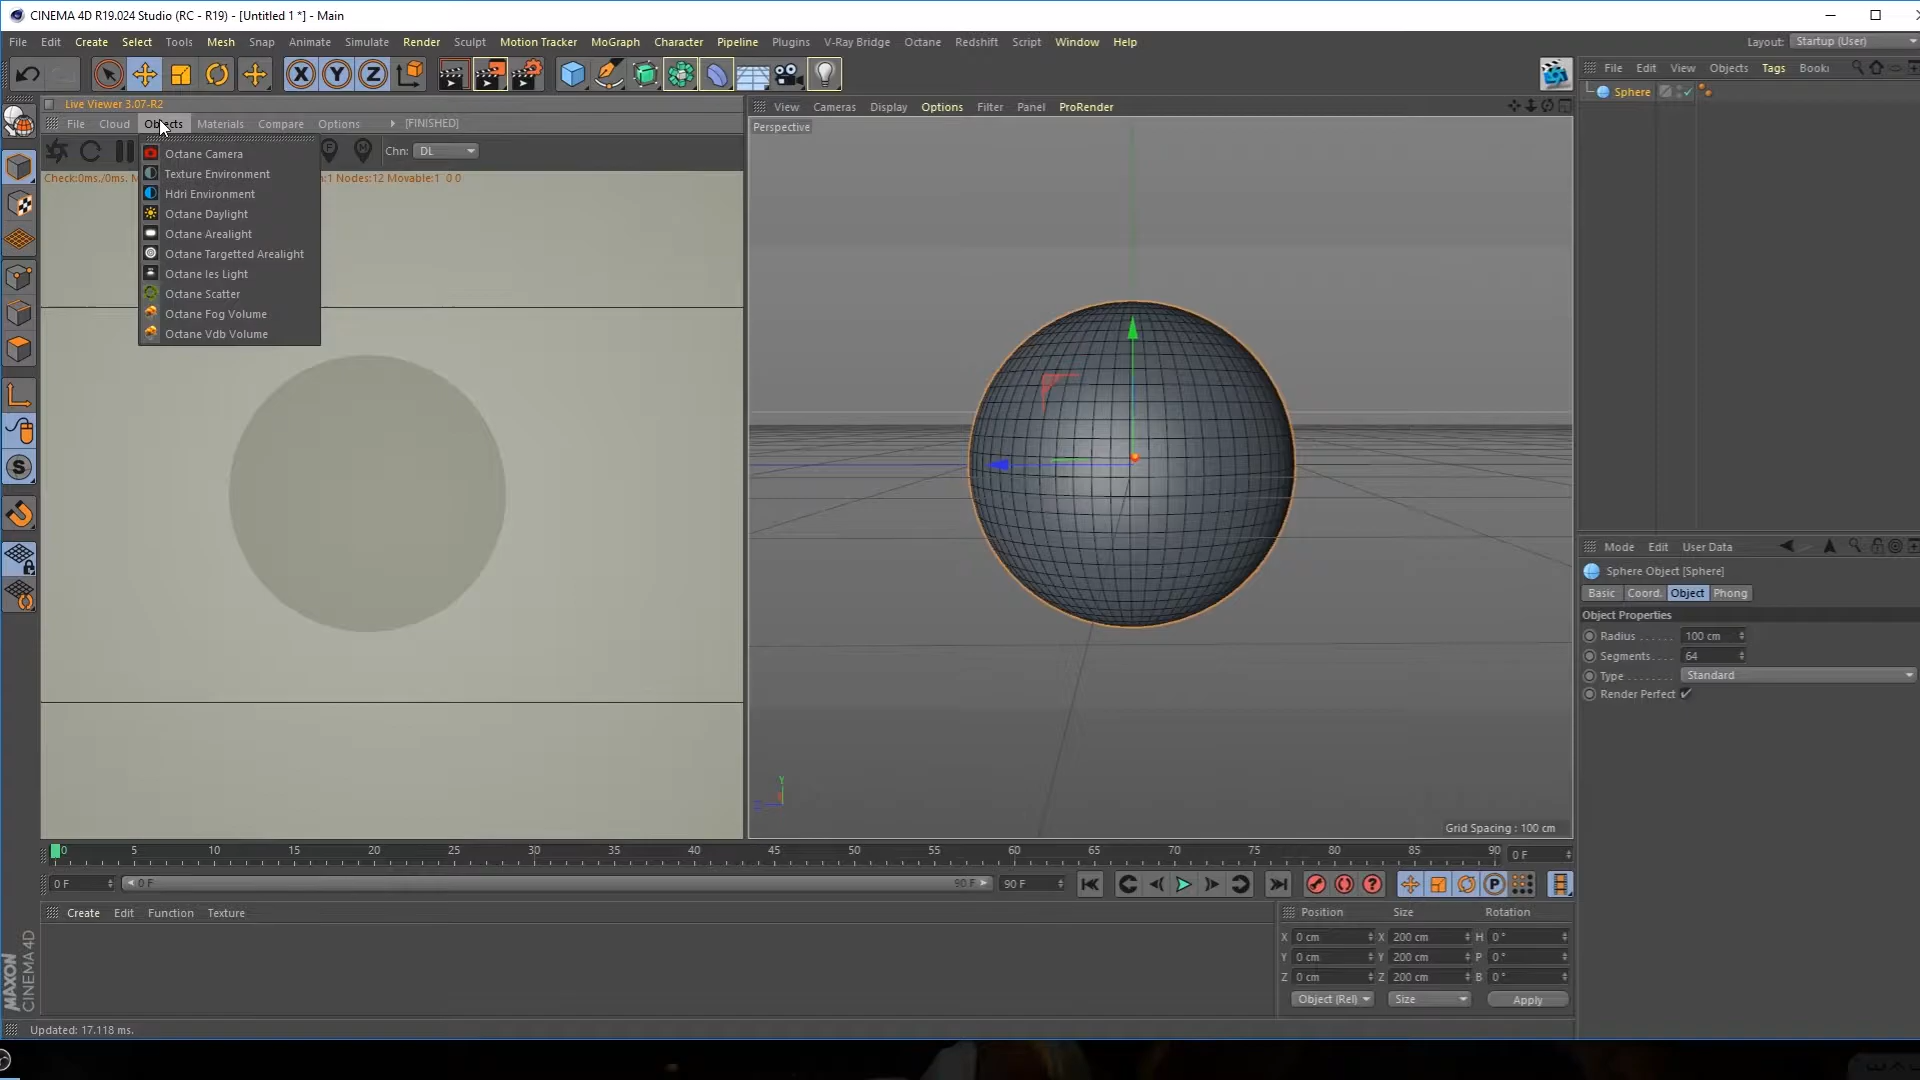 CINEMA 4D R19.024 Studio (RC - R19) - [Untitled 1 *] - Main
File Edit Create Select Tools Mesh Snap Animate Simulate Render Sculpt Motion Tracker MoGraph Character Pipeline Plugins V-Ray Bridge Octane Redshift Script Window Help
Layout: Startup (User)
X Y Z
File Edit View Objects Tags
Sphere
Live Viewer 3.07-R2
File Cloud Objects Materials Compare Options [FINISHED]
Chn: DL
Check:0ms./0ms.
:1 Nodes:12 Movable:1 0 0
Octane Camera
Texture Environment
Hdri Environment
Octane Daylight
Octane Arealight
Octane Targetted Arealight
Octane Ies Light
Octane Scatter
Octane Fog Volume
Octane Vdb Volume
View Cameras Display Options Filter Panel ProRender
Perspective
Y
Z
Grid Spacing : 100 cm
Mode Edit User Data
Sphere Object [Sphere]
Basic Coord. Object Phong
Object Properties
Radius 100 cm
Segments 64
Type Standard
Render Perfect
0 5 10 15 20 25 30 35 40 45 50 55 60 65 70 75 80 85 90
0 F
0 F 0 F 90 F 90 F
Create Edit Function Texture
Position Size Rotation
X 0 cm X 200 cm H 0 °
Y 0 cm Y 200 cm P 0 °
Z 0 cm Z 200 cm B 0 °
Object (Rel) Size Apply
MAXON
CINEMA 4D
Updated: 17.118 ms.